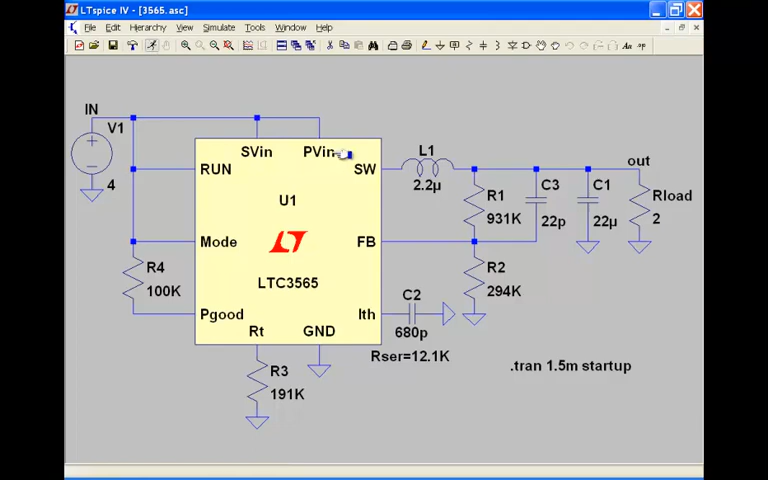 LTspice IV - [3565.asc]
File Edit Hierarchy View Simulate Tools Window Help
IN
V1
4
SVin PVin
RUN SW
U1
Mode FB
LTC3565
Pgood Ith
Rt GND
R4
100K
R3
191K
L1
2.2µ
R1
931K
C3
22p
C1
22µ
out
Rload
2
R2
294K
C2
680p
Rser=12.1K
.tran 1.5m startup